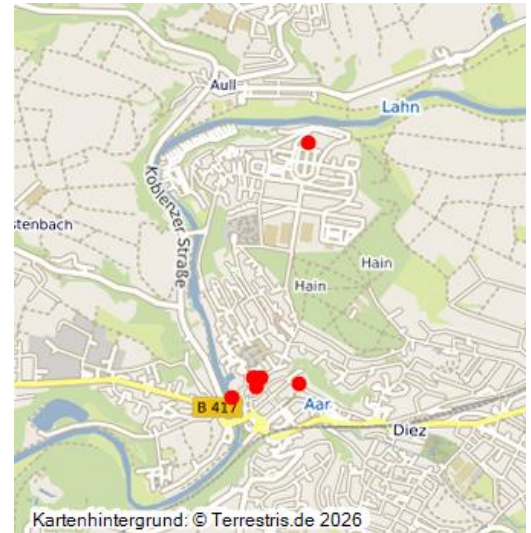 Aull
Lahn
Koblenzer Straße
stenbach
Hain
Hain
B 417
Aar
Diez
Kartenhintergrund: © Terrestris.de 2026